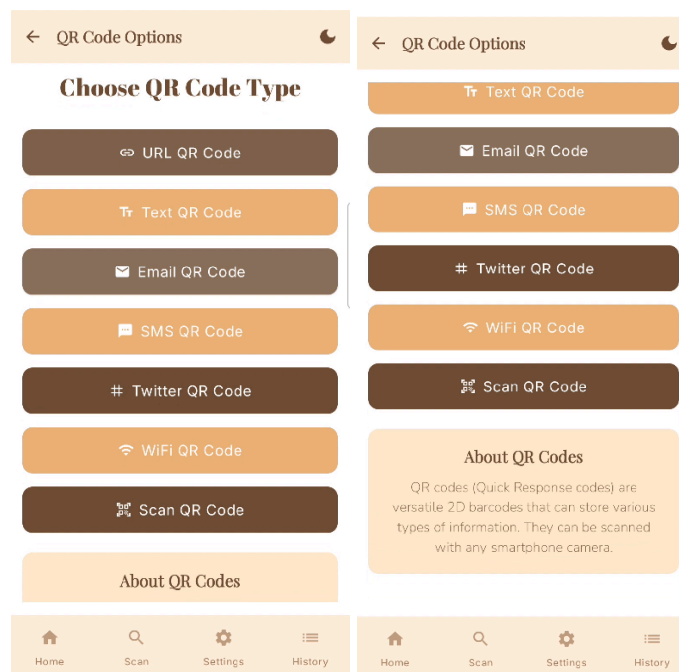 QR Code Options
Choose QR Code Type
URL QR Code
Tr Text QR Code
Email QR Code
SMS QR Code
# Twitter QR Code
WiFi QR Code
Scan QR Code
About QR Codes
Home Scan Settings History
QR Code Options
Tr Text QR Code
Email QR Code
SMS QR Code
# Twitter QR Code
WiFi QR Code
Scan QR Code
About QR Codes
QR codes (Quick Response codes) are
versatile 2D barcodes that can store various
types of information. They can be scanned
with any smartphone camera.
Home Scan Settings History